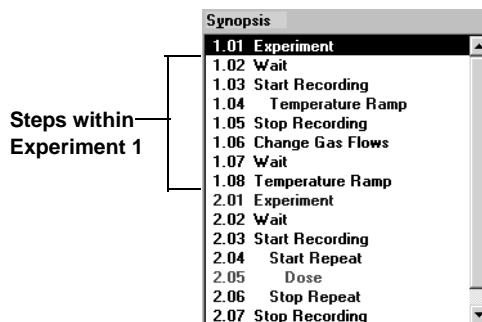 Synopsis
1.01 Experiment
1.02 Wait
1.03 Start Recording
1.04 Temperature Ramp
1.05 Stop Recording
1.06 Change Gas Flows
1.07 Wait
1.08 Temperature Ramp
2.01 Experiment
2.02 Wait
2.03 Start Recording
2.04 Start Repeat
2.05 Dose
2.06 Stop Repeat
2.07 Stop Recording
Steps within
Experiment 1